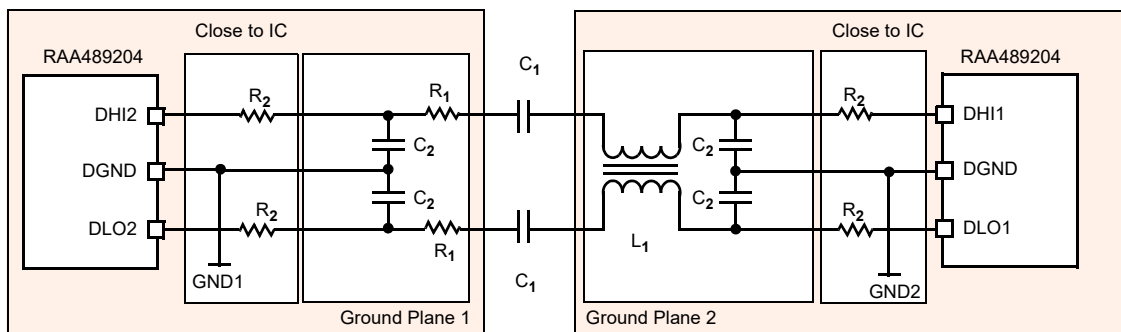 Close to IC
RAA489204
DHI2
DGND
DLO2
R2
R2
GND1
R1
C2
C2
R1
Ground Plane 1
C1
C1
Close to IC
RAA489204
L1
C2
C2
R2
R2
DHI1
DGND
DLO1
GND2
Ground Plane 2